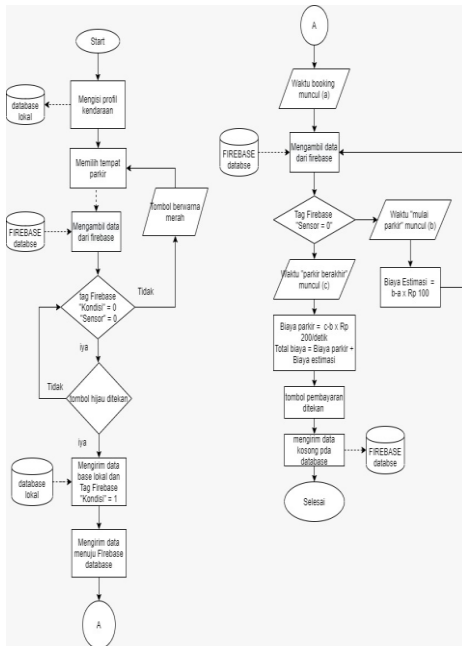 Start
Mengisi profil
kendaraan
database
lokal
Memilih tempat
parkir
Tombol berwarna
merah
FIREBASE
databse
Mengambil data
dari firebase
Tidak
tag Firebase
"Kondisi" = 0
"Sensor" = 0
iya
Tidak
tombol hijau ditekan
iya
database
lokal
Mengirim data
base lokal dan
Tag Firebase
"Kondisi" = 1
Mengirim data
menuju Firebase
database
A
A
Waktu booking
muncul (a)
FIREBASE
databse
Mengambil data
dari firebase
Tag Firebase
"Sensor = 0"
Waktu "mulai
parkir" muncul (b)
Waktu "parkir berakhir"
muncul (c)
Biaya Estimasi =
b-a x Rp 100
Biaya parkir = c-b x Rp
200/detik
Total biaya = Biaya parkir +
Biaya estimasi
tombol pembayaran
ditekan
mengirim data
kosong pda
database
FIREBASE
databse
Selesai